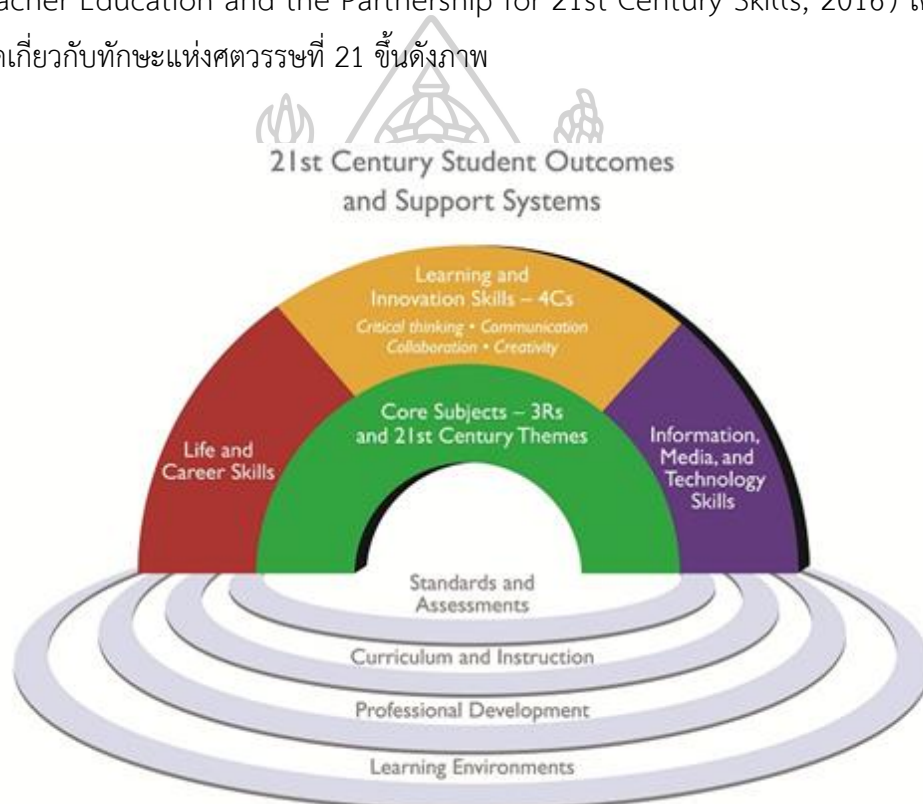 Teacher Education and the Partnership for 21st Century Skills, 2016)
เกี่ยวกับทักษะแห่งศตวรรษที่ 21 ขึ้นดังภาพ
21st Century Student Outcomes
and Support Systems
Learning and
Innovation Skills – 4Cs
Critical thinking • Communication
Collaboration • Creativity
Core Subjects – 3Rs
and 21st Century Themes
Life and
Career Skills
Information,
Media, and
Technology
Skills
Standards and
Assessments
Curriculum and Instruction
Professional Development
Learning Environments